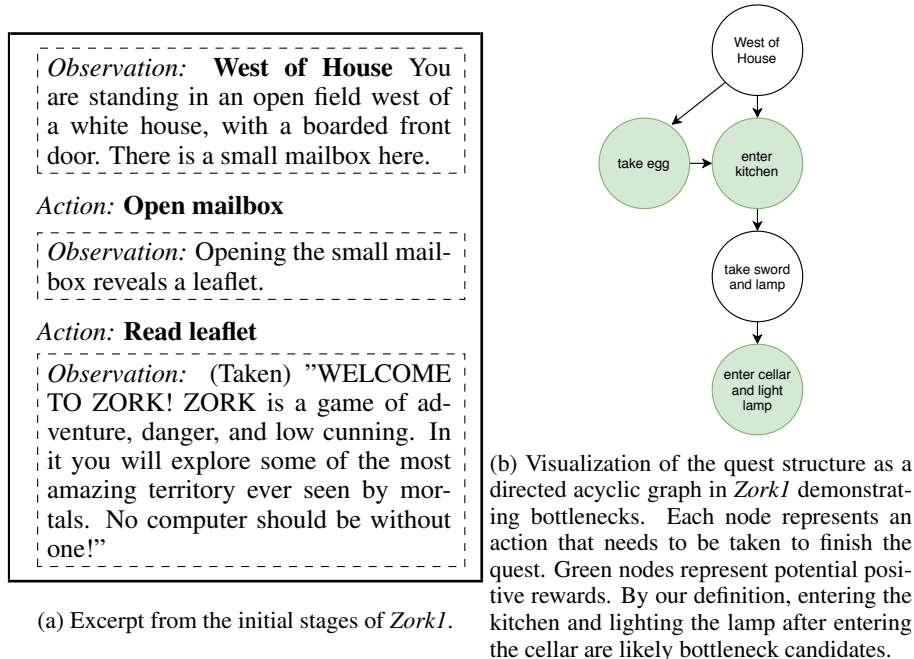 Observation: West of House You
are standing in an open field west of
a white house, with a boarded front
door. There is a small mailbox here.
Action: Open mailbox
Observation: Opening the small mail-
box reveals a leaflet.
Action: Read leaflet
Observation: (Taken) ”WELCOME
TO ZORK! ZORK is a game of ad-
venture, danger, and low cunning. In
it you will explore some of the most
amazing territory ever seen by mor-
tals. No computer should be without
one!”
(a) Excerpt from the initial stages of Zork1.
West of
House
take egg
enter
kitchen
take sword
and lamp
enter cellar
and light
lamp
(b) Visualization of the quest structure as a
directed acyclic graph in Zork1 demonstrat-
ing bottlenecks. Each node represents an
action that needs to be taken to finish the
quest. Green nodes represent potential posi-
tive rewards. By our definition, entering the
kitchen and lighting the lamp after entering
the cellar are likely bottleneck candidates.